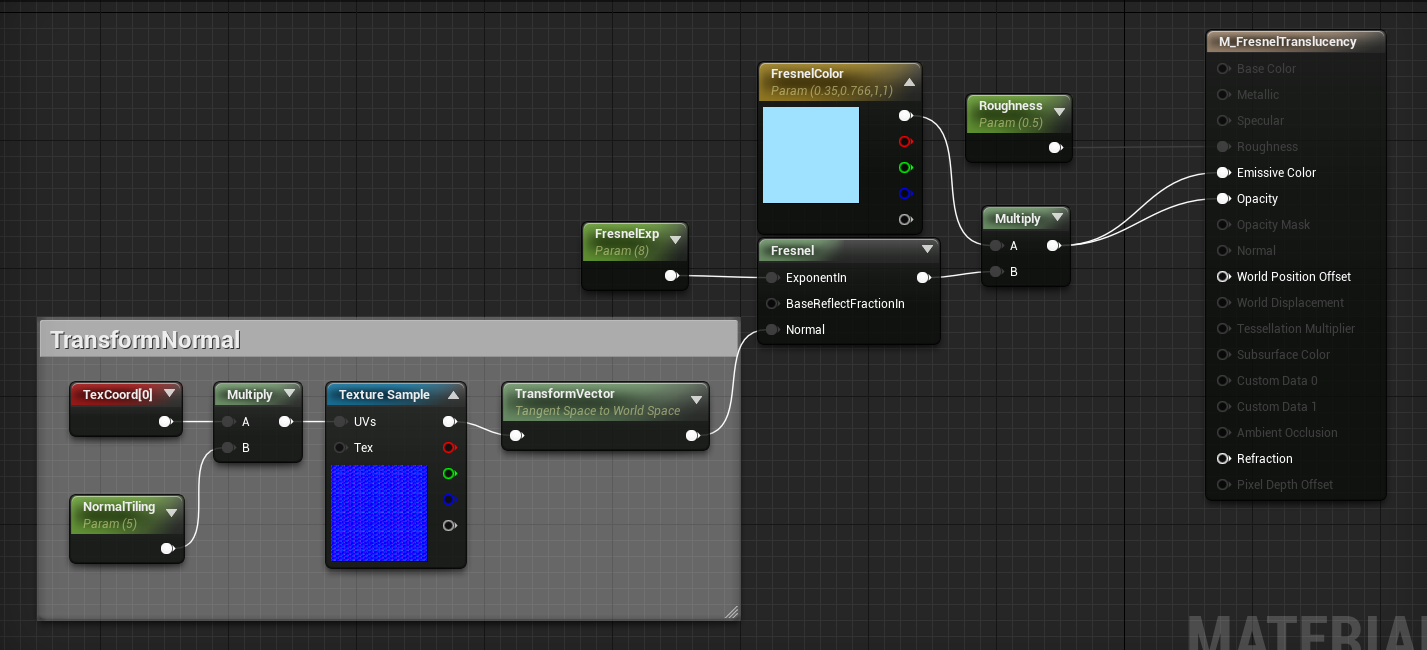 FresnelColor
Param (0.35,0.766,1,1)
Roughness
Param (0.5)
M_FresnelTranslucency
Base Color
Metallic
Specular
Roughness
Emissive Color
Opacity
Opacity Mask
Normal
World Position Offset
World Displacement
Tessellation Multiplier
Subsurface Color
Custom Data 0
Custom Data 1
Ambient Occlusion
Refraction
Pixel Depth Offset
Multiply
A
B
FresnelExp
Param (8)
Fresnel
ExponentIn
BaseReflectFractionIn
Normal
TransformNormal
TexCoord[0]
Multiply
A
B
NormalTiling
Param (5)
Texture Sample
UVs
Tex
TransformVector
Tangent Space to World Space
MATERIA